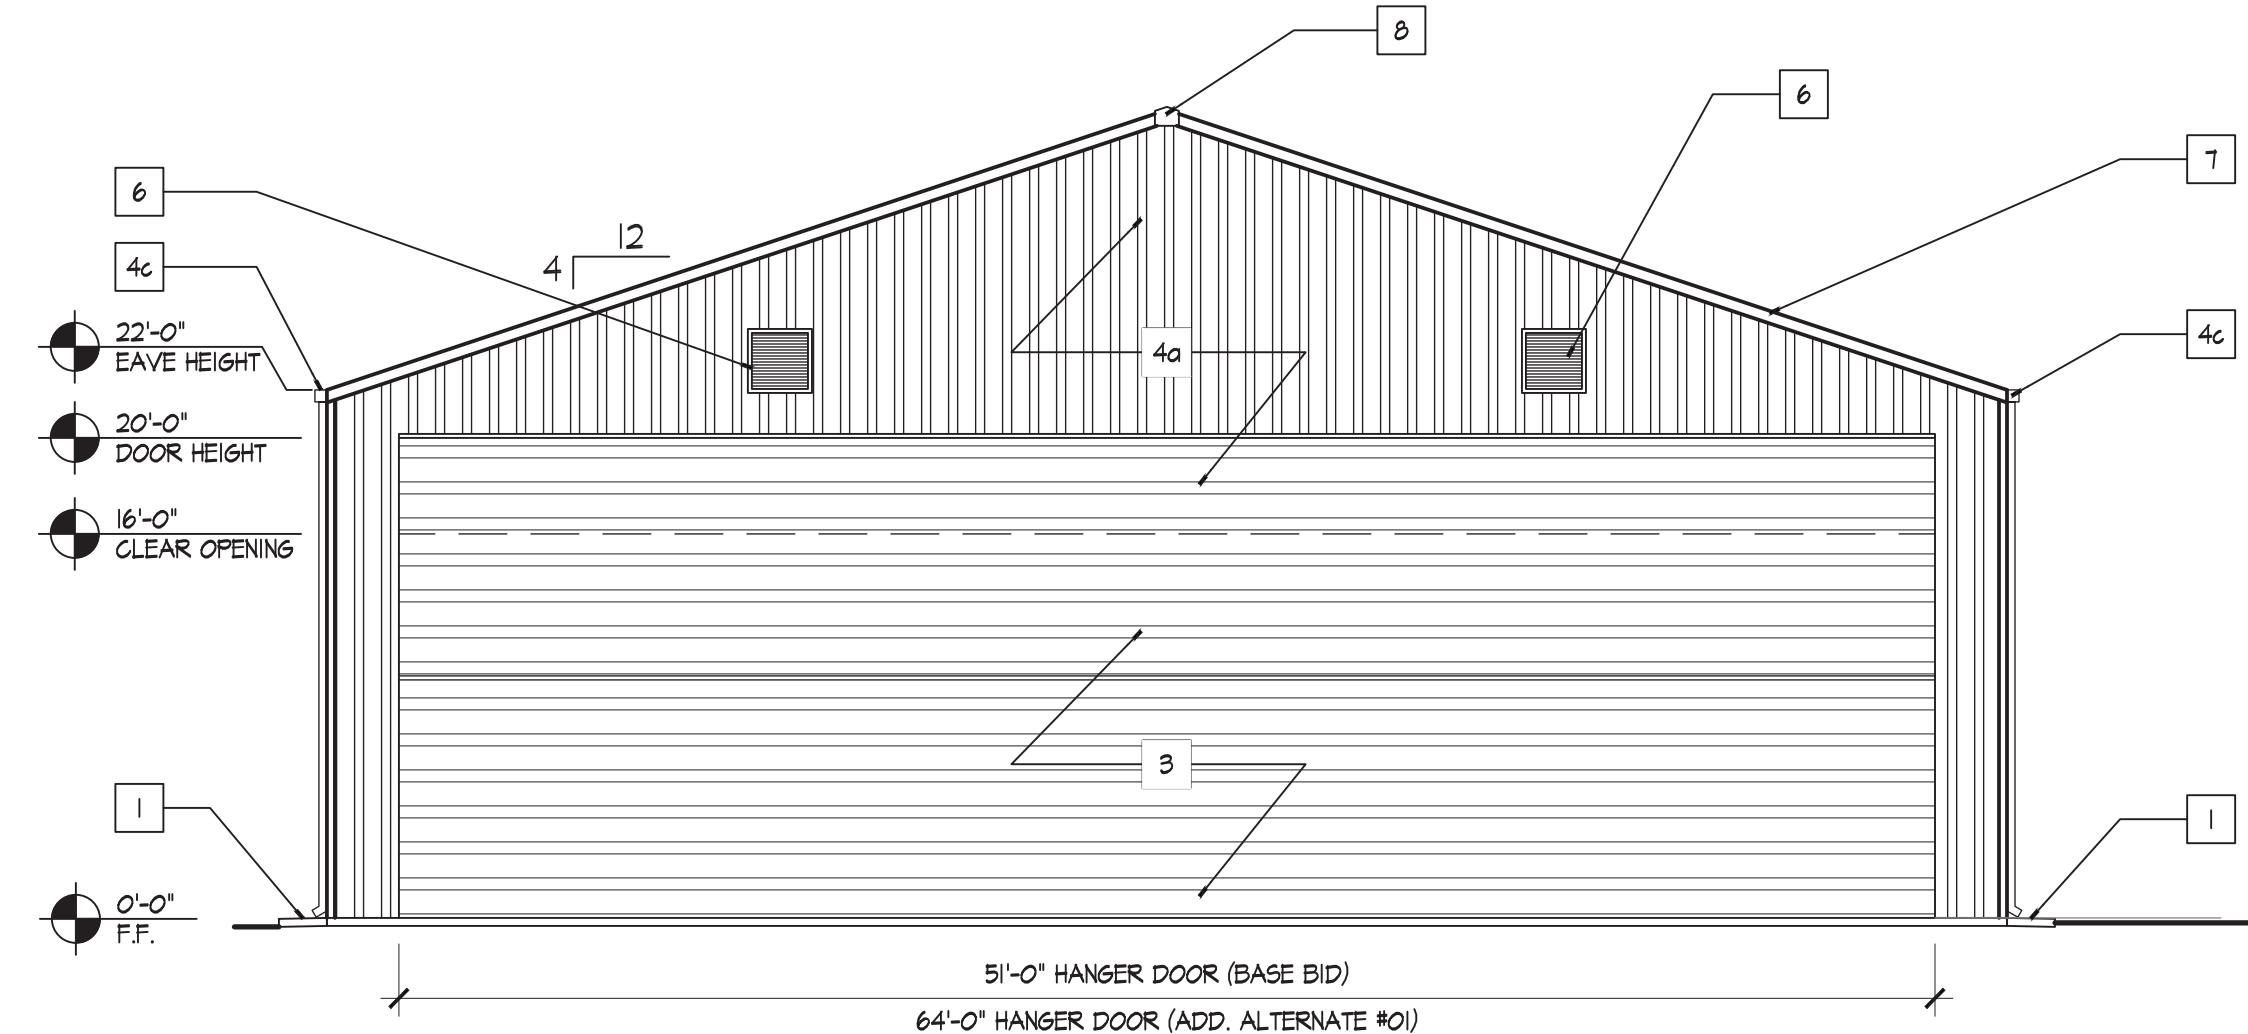 8
6
7
6
12
4
4c
4c
22'-0"
EAVE HEIGHT
4a
20'-0"
DOOR HEIGHT
16'-0"
CLEAR OPENING
3
1
1
0'-0"
F.F.
51'-0" HANGER DOOR (BASE BID)
64'-0" HANGER DOOR (ADD. ALTERNATE #01)